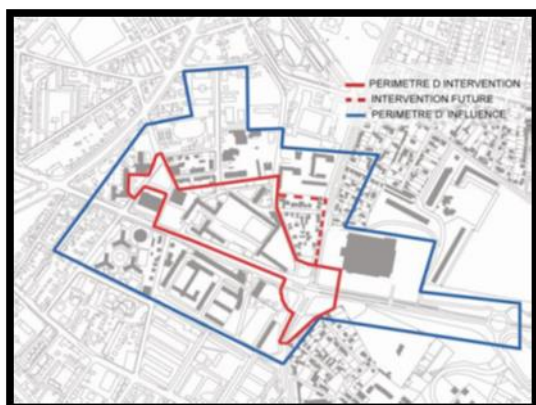 PERIMETRE D INTERVENTION
INTERVENTION FUTURE
PERIMETRE D' INFLUENCE